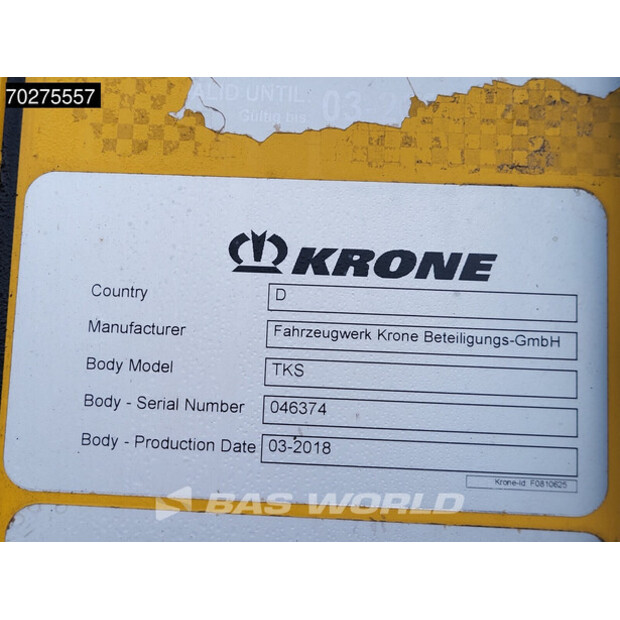 70275557
VALID UNTIL
Gültig bis 03-2
KRONE
Country D
Manufacturer Fahrzeugwerk Krone Beteiligungs-GmbH
Body Model TKS
Body - Serial Number 046374
Body - Production Date 03-2018
Krone-Id: F0810625
BAS WORLD